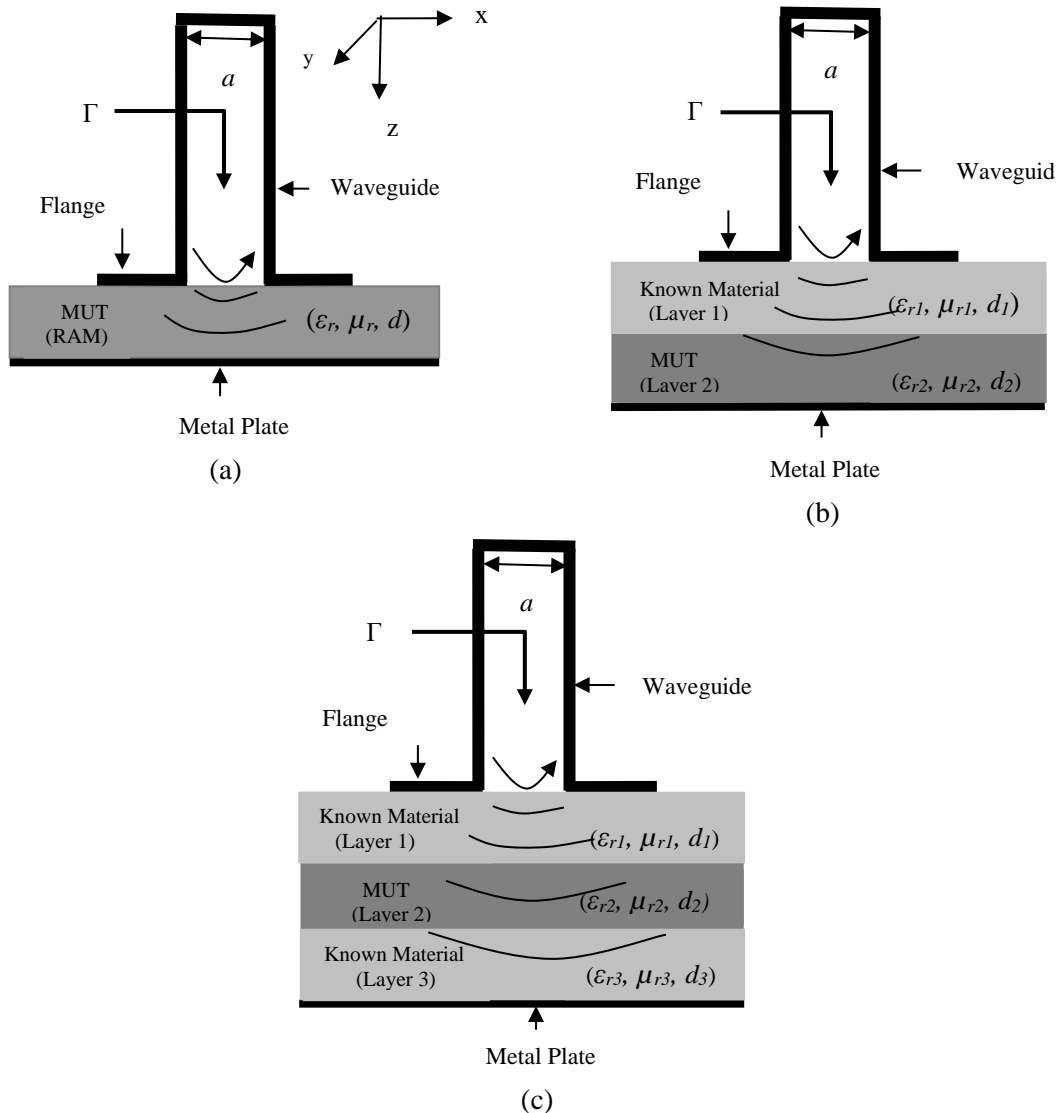 x
y
z
a
Γ
Waveguide
Flange
MUT
(RAM)
(εr, μr, d)
Metal Plate
(a)
a
Γ
Waveguid
Flange
Known Material
(Layer 1)
(εr1, μr1, d1)
MUT
(Layer 2)
(εr2, μr2, d2)
Metal Plate
(b)
a
Γ
Waveguide
Flange
Known Material
(Layer 1)
(εr1, μr1, d1)
MUT
(Layer 2)
(εr2, μr2, d2)
Known Material
(Layer 3)
(εr3, μr3, d3)
Metal Plate
(c)